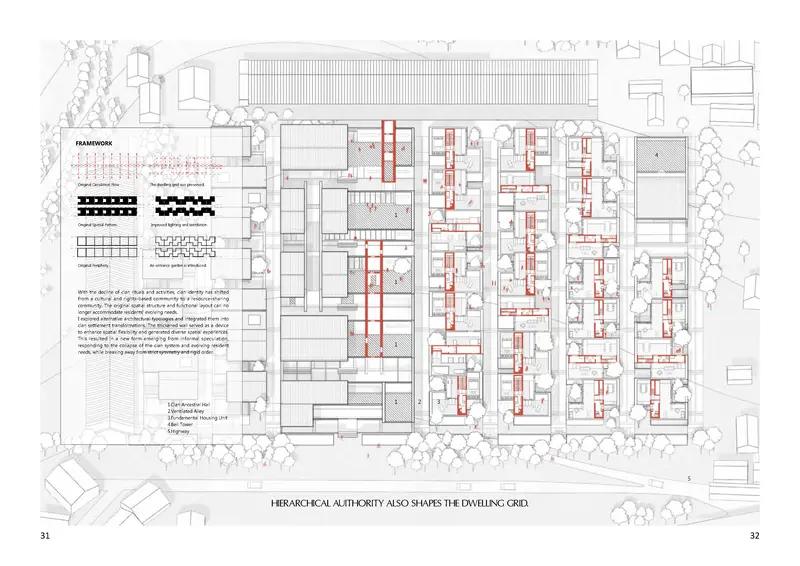 FRAMEWORK
Original Circulation Flow
The dwelling grid was preserved.
Original Spatial Pattern
Improved lighting and ventilation.
Original Periphery
An entrance garden is introduced.
With the decline of clan rituals and activities, clan identity has shifted
from a cultural and rights-based community to a resource-sharing
community. The original spatial structure and functional layout can no
longer accommodate residents' evolving needs.
I explored alternative architectural typologies and integrated them into
clan settlement transformations. The thickened wall served as a device
to enhance spatial flexibility and generated diverse spatial experiences.
This resulted in a new form emerging from informal speculation,
responding to the collapse of the clan system and evolving resident
needs, while breaking away from strict symmetry and rigid order.
1.Clan Ancestral Hall
2.Ventilated Alley
3.Fundamental Housing Unit
4.Bell Tower
5.Highway
4
1
1
1
1
2
3
5
HIERARCHICAL AUITHORITY ALSO SHAPES THE DWELLING GRID.
31
32